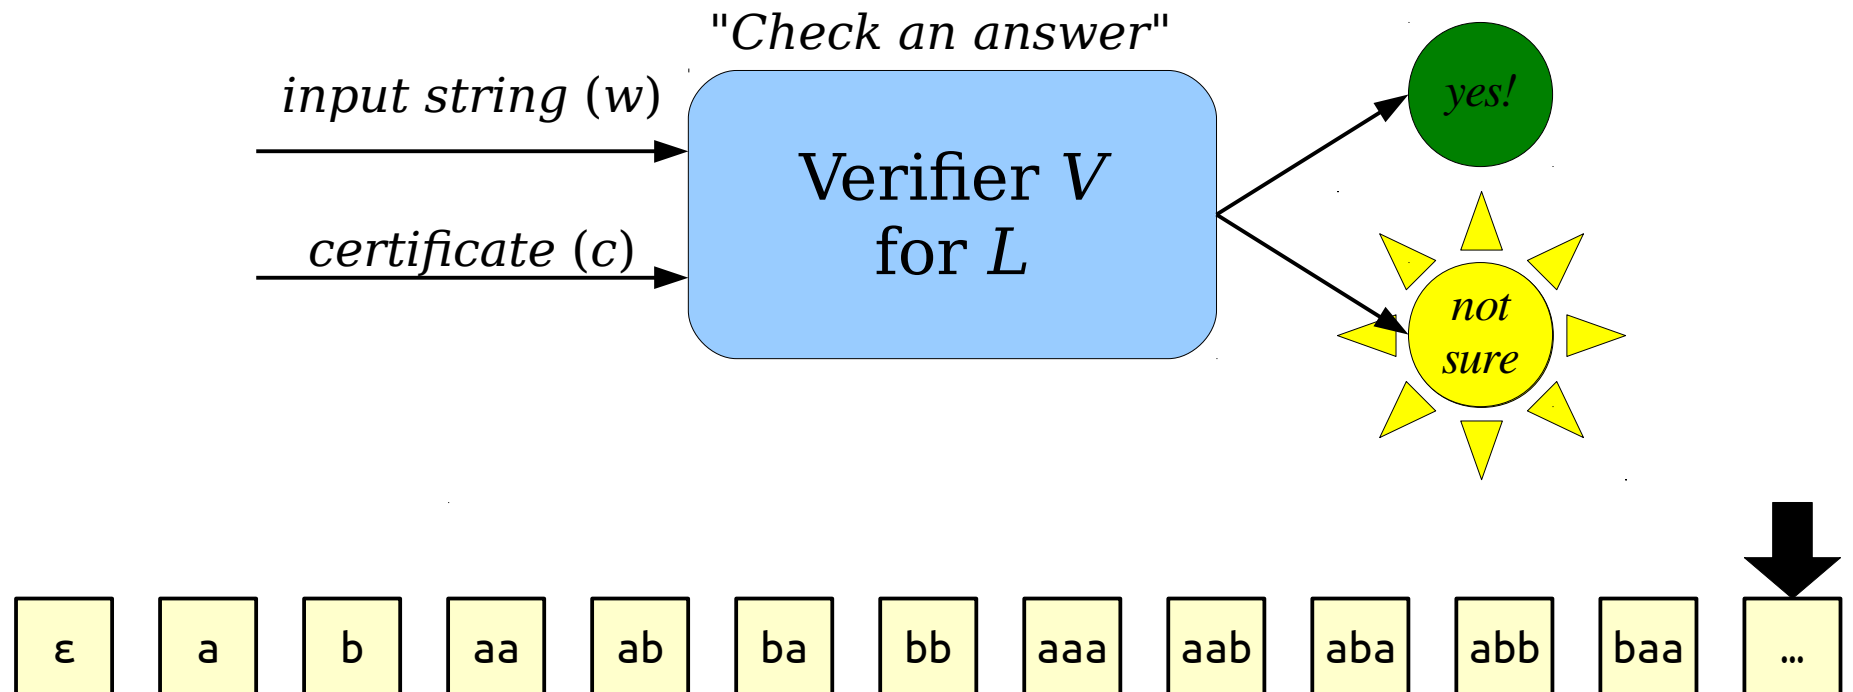 "Check an answer"
input string (w)
certificate (c)
Verifier V
for L
yes!
not
sure
ε a b aa ab ba bb aaa aab aba abb baa …